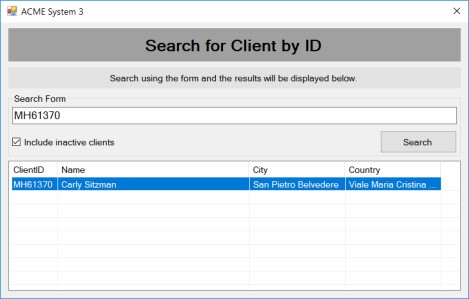 ACME System 3
Search for Client by ID
Search using the form and the results will be displayed below.
Search Form
MH61370
Include inactive clients
Search
ClientID Name City Country
MH61370 Carly Sitzman San Pietro Belvedere Viale Maria Cristina ...